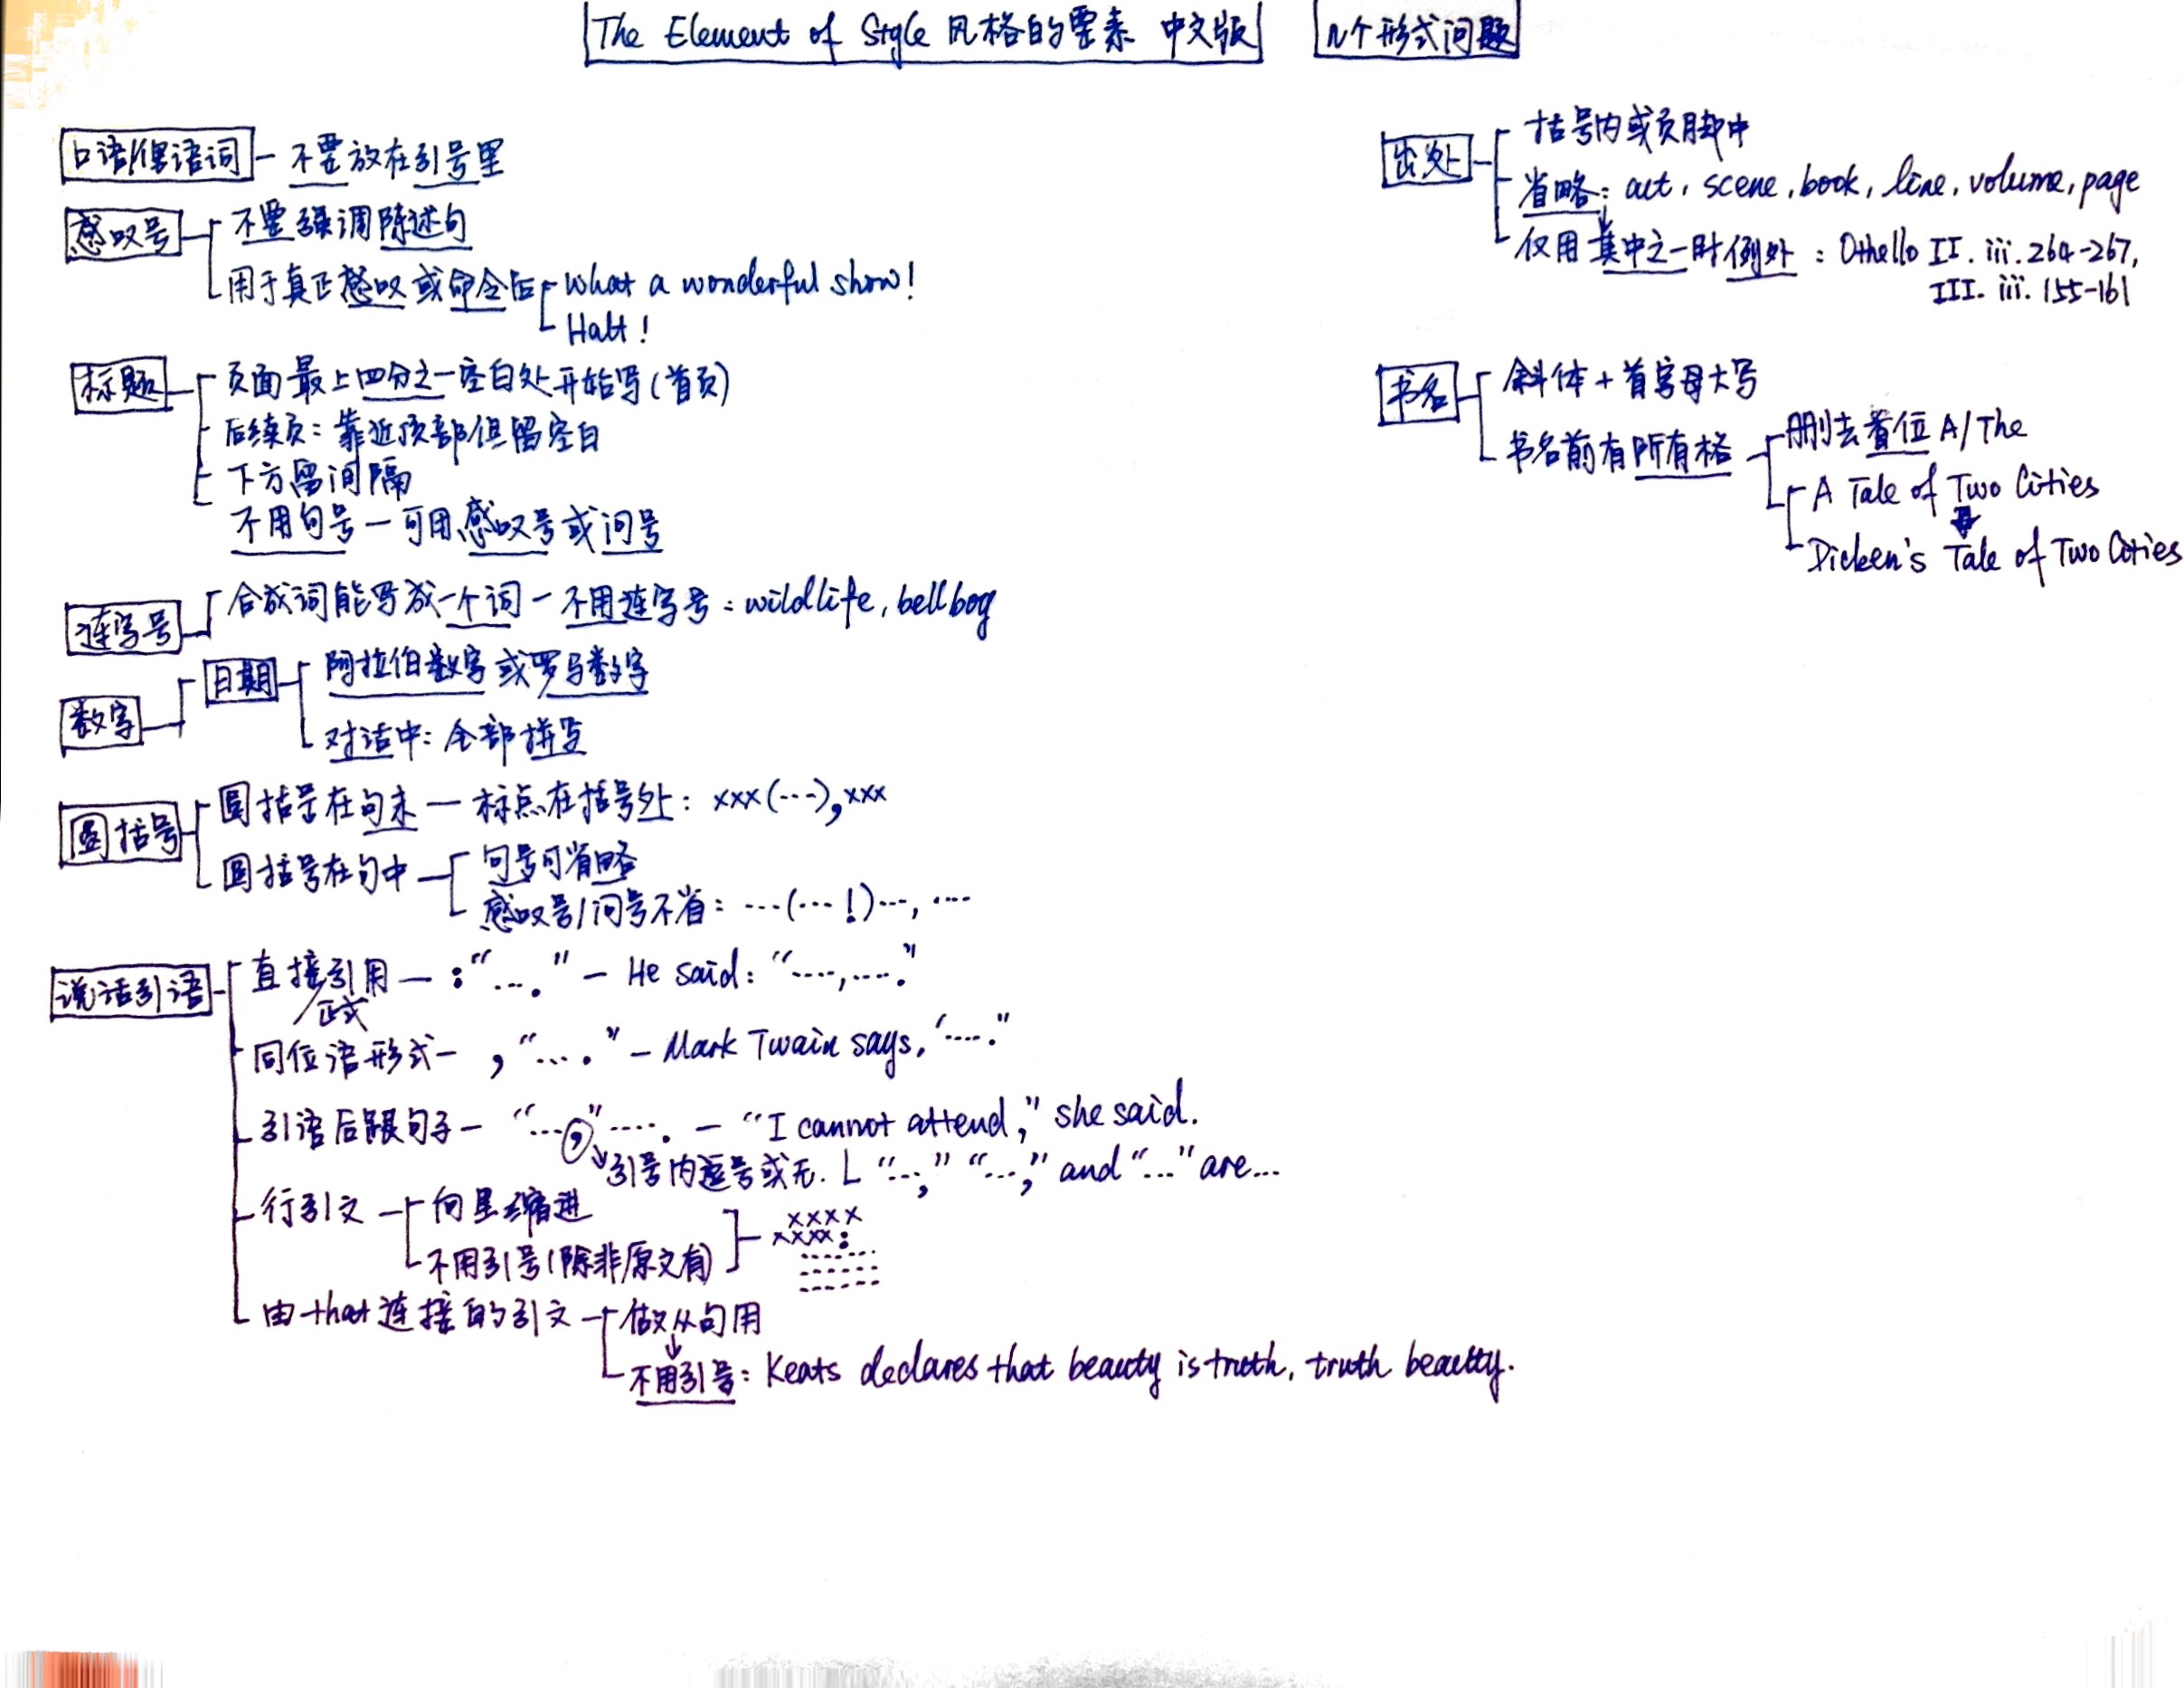 The Element of Style 风格的要素 中文版
N个形式问题
口语/俚语词 - 不要放在引号里
感叹号
不要强调陈述句
用于真正感叹或命令后
What a wonderful show!
Halt!
标题
页面最上四分之一空白处开始写(首页)
后续页:靠近顶部但留空白
下方留间隔
不用句号 - 可用感叹号或问号
连字号
合成词能写成一个词 - 不用连字号:wildlife, bellboy
数字
日期
阿拉伯数字或罗马数字
对话中:全部拼写
圆括号
圆括号在句末 — 标点在括号外:xxx(…),xxx
圆括号在句中
句号可省略
感叹号/问号不省:…(…!)…,…
说话引语
直接引用 — :“….” - He said: “…,….”
正式
同位语形式 - ,“….” - Mark Twain says, ‘….”
引语后跟句子 - “…,”…. - “I cannot attend,” she said.
引号内逗号或无. “…,” “…,” and “…” are…
行引文
向里缩进
不用引号(除非原文有)
xxxx
xxxx:
由that连接的引文
做从句用
不用引号:Keats declares that beauty is truth, truth beautty.
出处
括号内或页脚中
省略:act, scene, book, line, volume, page
仅用其中之一时例外:Othello II. iii. 264-267,
III. iii. 155-161
书名
斜体 + 首字母大写
书名前有所有格
删去首位 A/The
A Tale of Two Cities
Dicken's Tale of Two Cities